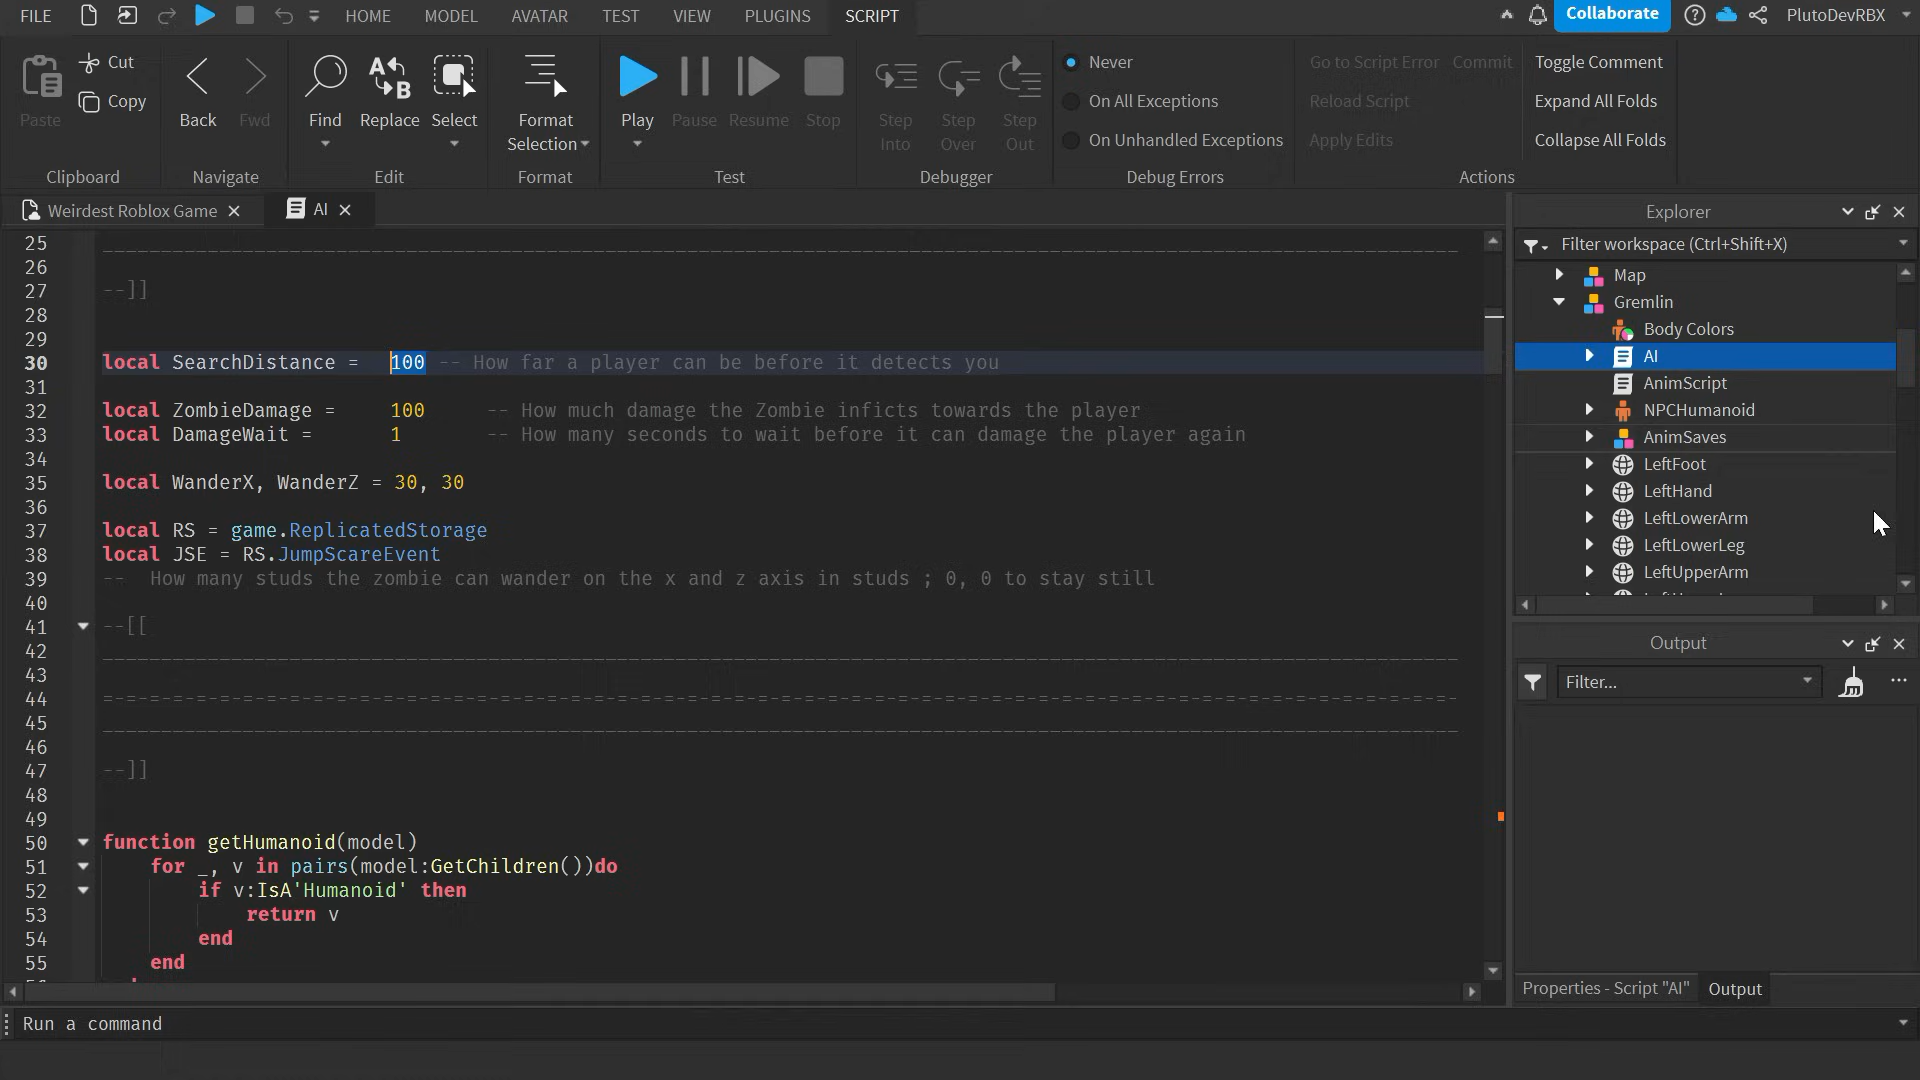 FILE HOME MODEL AVATAR TEST VIEW PLUGINS SCRIPT Collaborate PlutoDevRBX
Paste Cut Copy
Clipboard
Back Fwd
Navigate
Find Replace Select
Edit
Format Selection
Format
Play Pause Resume Stop
Test
Step Into Step Over Step Out
Debugger
Never
On All Exceptions
On Unhandled Exceptions
Debug Errors
Go to Script Error Commit
Reload Script
Apply Edits
Toggle Comment
Expand All Folds
Collapse All Folds
Actions
Weirdest Roblox Game AI
25 ____________________________________________________________________________________________________________________
26
27 --]]
28
29
30 local SearchDistance = 100 -- How far a player can be before it detects you
31
32 local ZombieDamage = 100 -- How much damage the Zombie inficts towards the player
33 local DamageWait = 1 -- How many seconds to wait before it can damage the player again
34
35 local WanderX, WanderZ = 30, 30
36
37 local RS = game.ReplicatedStorage
38 local JSE = RS.JumpScareEvent
39 --  How many studs the zombie can wander on the x and z axis in studs ; 0, 0 to stay still
40
41 --[[
42 ____________________________________________________________________________________________________________________
43
44 =-=-=-=-=-=-=-=-=-=-=-=-=-=-=-=-=-=-=-=-=-=-=-=-=-=-=-=-=-=-=-=-=-=-=-=-=-=-=-=-=-=-=-=-=-=-=-=-=-=-=-=-=-=-=-=-=-=-
45 ____________________________________________________________________________________________________________________
46
47 --]]
48
49
50 function getHumanoid(model)
51 for _, v in pairs(model:GetChildren())do
52 if v:IsA'Humanoid' then
53 return v
54 end
55 end
Explorer
Filter workspace (Ctrl+Shift+X)
Map
Gremlin
Body Colors
AI
AnimScript
NPCHumanoid
AnimSaves
LeftFoot
LeftHand
LeftLowerArm
LeftLowerLeg
LeftUpperArm
Output
Filter...
Properties - Script "AI" Output
Run a command